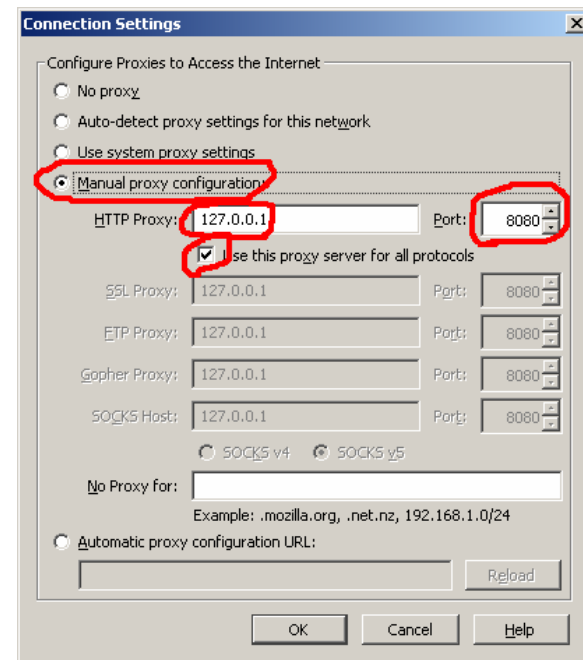 Connection Settings
Configure Proxies to Access the Internet
No proxy
Auto-detect proxy settings for this network
Use system proxy settings
Manual proxy configuration:
HTTP Proxy: 127.0.0.1 Port: 8080
Use this proxy server for all protocols
SSL Proxy: 127.0.0.1 Port: 8080
FTP Proxy: 127.0.0.1 Port: 8080
Gopher Proxy: 127.0.0.1 Port: 8080
SOCKS Host: 127.0.0.1 Port: 8080
SOCKS v4 SOCKS v5
No Proxy for:
Example: .mozilla.org, .net.nz, 192.168.1.0/24
Automatic proxy configuration URL:
Reload
OK Cancel Help